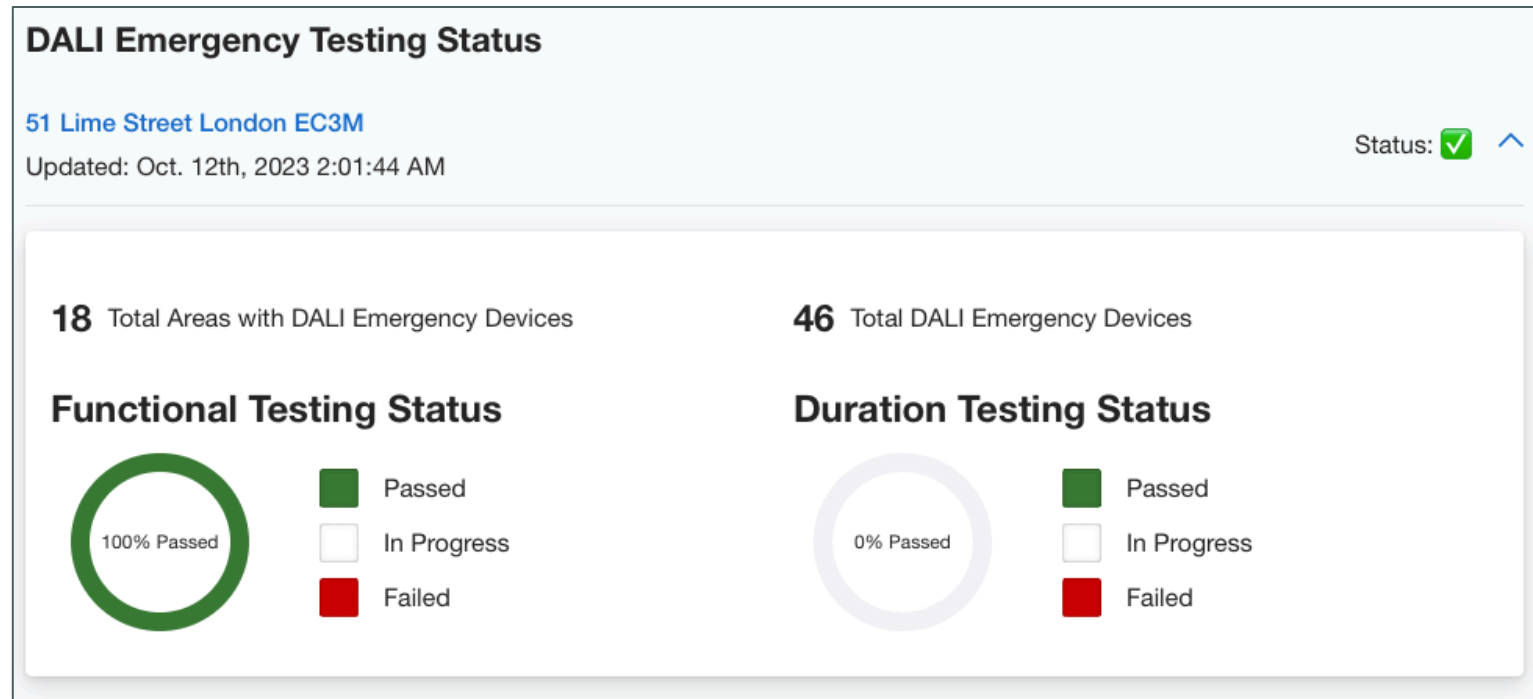 DALI Emergency Testing Status
51 Lime Street London EC3M
Updated: Oct. 12th, 2023 2:01:44 AM
Status: ✅
18 Total Areas with DALI Emergency Devices
46 Total DALI Emergency Devices
Functional Testing Status
100% Passed
Passed
In Progress
Failed
Duration Testing Status
0% Passed
Passed
In Progress
Failed